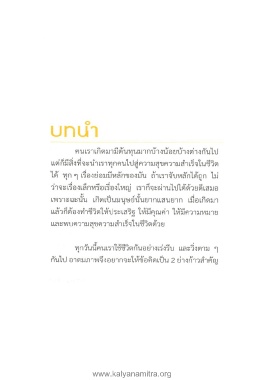 บทนำ
คนเราเกิดมามีต้นทุนมากบ้างน้อยบ้างต่างกันไป
แต่ก็มีสิ่งที่จะนำเราทุกคนไปสู่ความสุขความสำเร็จในชีวิต
ได้ ทุก ๆ เรื่องย่อมมีหลักของมัน ถ้าเราจับหลักได้ถูก ไม่
ว่าจะเรื่องเล็กหรือเรื่องใหญ่ เราก็จะผ่านไปได้ด้วยดีเสมอ
เพราะฉะนั้น เกิดเป็นมนุษย์นั้นยากแสนยาก เมื่อเกิดมา
แล้วก็ต้องทำชีวิตให้ประเสริฐ ให้มีคุณค่า ให้มีความหมาย
และพบความสุขความสำเร็จในชีวิตด้วย
ทุกวันนี้คนเราใช้ชีวิตกันอย่างเร่งรีบ และวิ่งตาม ๆ
กันไป อาตมภาพจึงอยากจะให้ข้อคิดเป็น 2 ย่างก้าวสำคัญ
www.kalyanamitra.org